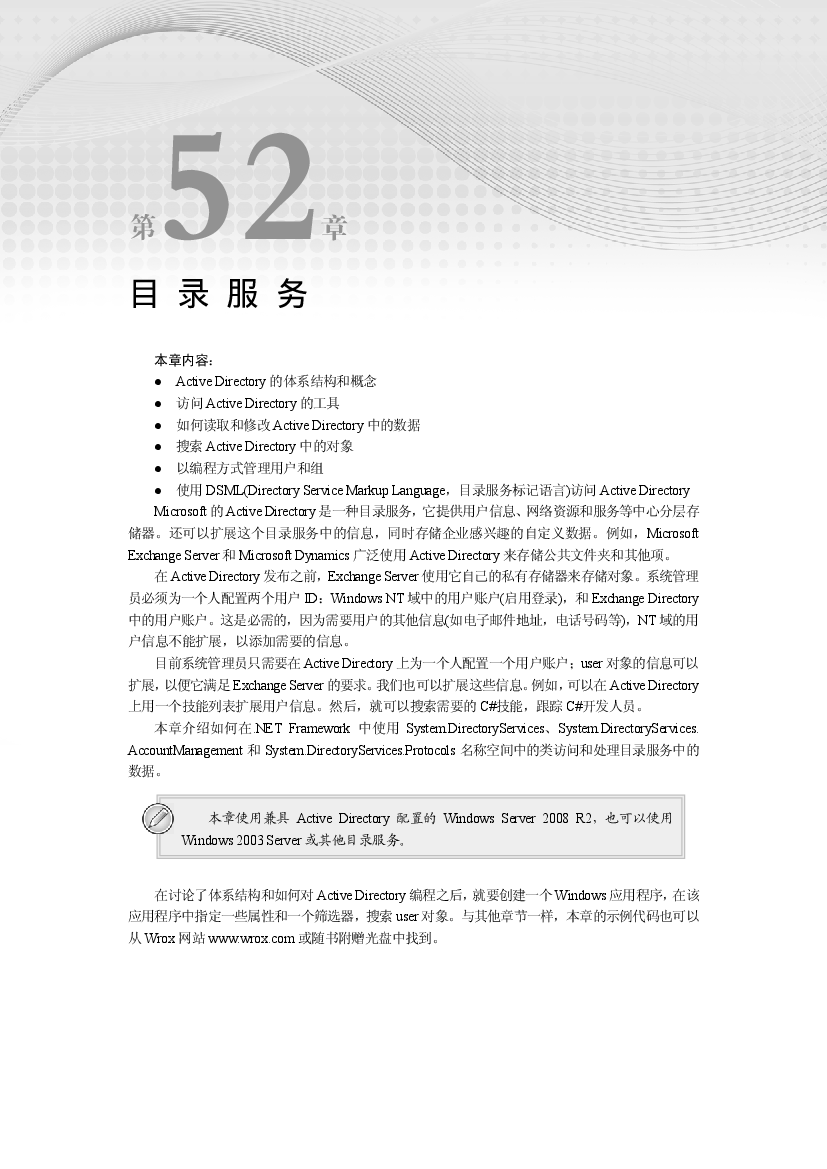 第52章
目录服务
本章内容：
● Active Directory 的体系结构和概念
● 访问 Active Directory 的工具
● 如何读取和修改 Active Directory 中的数据
● 搜索 Active Directory 中的对象
● 以编程方式管理用户和组
● 使用 DSML(Directory Service Markup Language，目录服务标记语言)访问 Active Directory
Microsoft 的 Active Directory 是一种目录服务，它提供用户信息、网络资源和服务等中心分层存
储器。还可以扩展这个目录服务中的信息，同时存储企业感兴趣的自定义数据。例如，Microsoft
Exchange Server 和 Microsoft Dynamics 广泛使用 Active Directory 来存储公共文件夹和其他项。
在 Active Directory 发布之前，Exchange Server 使用它自己的私有存储器来存储对象。系统管理
员必须为一个人配置两个用户 ID：Windows NT 域中的用户账户(启用登录)，和 Exchange Directory
中的用户账户。这是必需的，因为需要用户的其他信息(如电子邮件地址，电话号码等)，NT 域的用
户信息不能扩展，以添加需要的信息。
目前系统管理员只需要在 Active Directory 上为一个人配置一个用户账户；user 对象的信息可以
扩展，以便它满足 Exchange Server 的要求。我们也可以扩展这些信息。例如，可以在 Active Directory
上用一个技能列表扩展用户信息。然后，就可以搜索需要的 C#技能，跟踪 C#开发人员。
本章介绍如何在.NET Framework 中使用 System.DirectoryServices、System.DirectoryServices.
AccountManagement 和 System.DirectoryServices.Protocols 名称空间中的类访问和处理目录服务中的
数据。
本章使用兼具 Active Directory 配置的 Windows Server 2008 R2，也可以使用
Windows 2003 Server 或其他目录服务。
在讨论了体系结构和如何对 Active Directory 编程之后，就要创建一个 Windows 应用程序，在该
应用程序中指定一些属性和一个筛选器，搜索 user 对象。与其他章节一样，本章的示例代码也可以
从 Wrox 网站 www.wrox.com 或随书附赠光盘中找到。